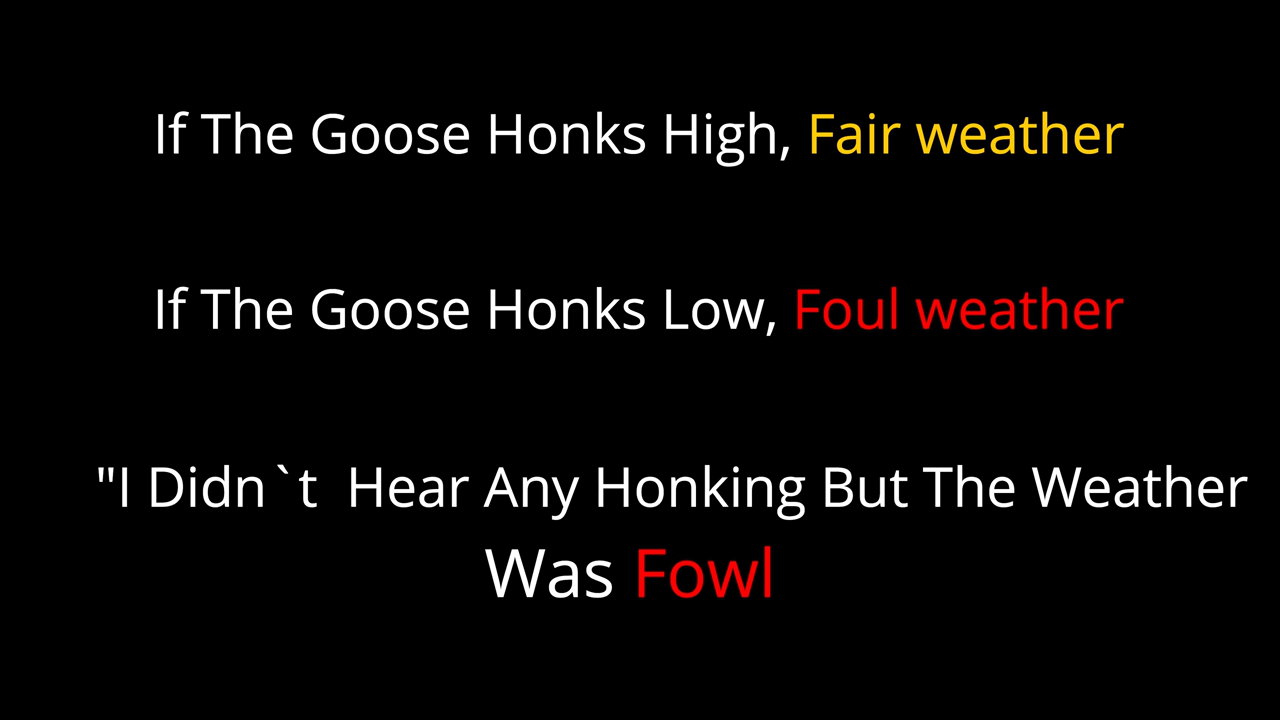 If The Goose Honks High, Fair weather
If The Goose Honks Low, Foul weather
"I Didn`t  Hear Any Honking But The Weather
Was Fowl